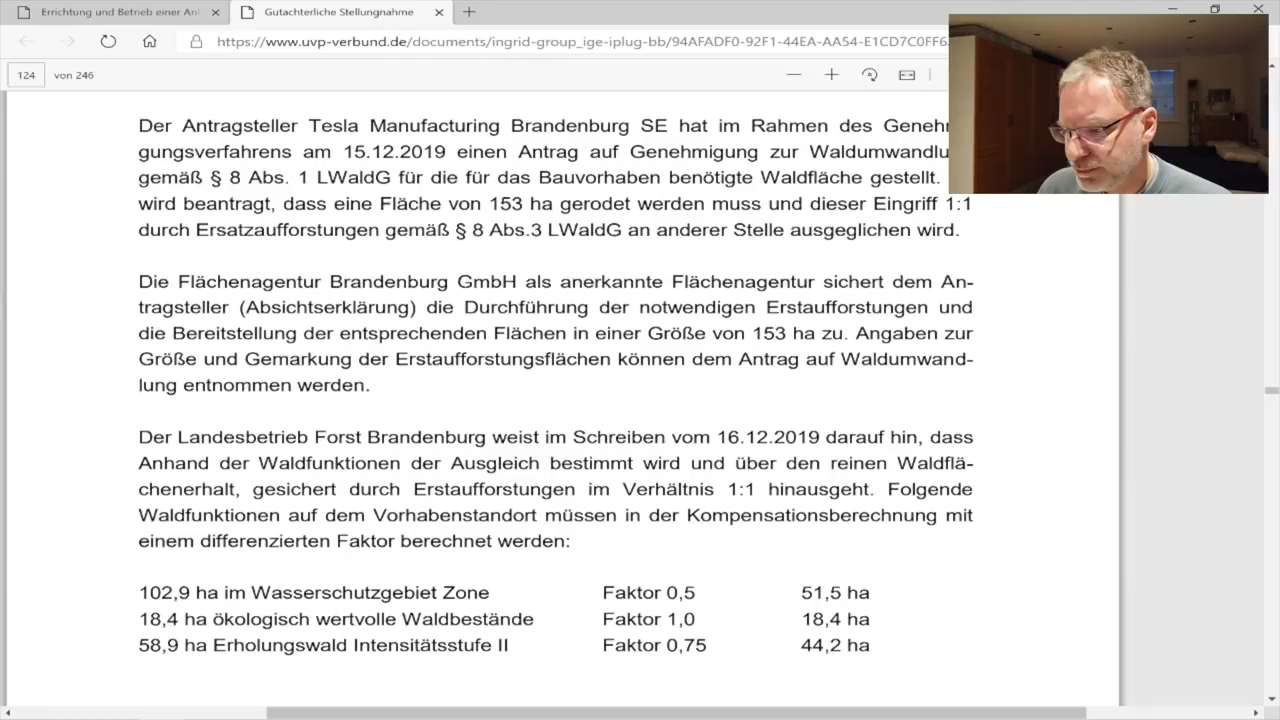 Errichtung und Betrieb einer An
Gutachterliche Stellungnahme
https://www.uvp-verbund.de/documents/ingrid-group_ige-iplug-bb/94AFADF0-92F1-44EA-AA54-E1CD7C0FF6
124 von 246
Der Antragsteller Tesla Manufacturing Brandenburg SE hat im Rahmen des Geneh
gungsverfahrens am 15.12.2019 einen Antrag auf Genehmigung zur Waldumwandlu
gemäß § 8 Abs. 1 LWaldG für die für das Bauvorhaben benötigte Waldfläche gestellt.
wird beantragt, dass eine Fläche von 153 ha gerodet werden muss und dieser Eingriff 1:1
durch Ersatzaufforstungen gemäß § 8 Abs.3 LWaldG an anderer Stelle ausgeglichen wird.
Die Flächenagentur Brandenburg GmbH als anerkannte Flächenagentur sichert dem An-
tragsteller (Absichtserklärung) die Durchführung der notwendigen Erstaufforstungen und
die Bereitstellung der entsprechenden Flächen in einer Größe von 153 ha zu. Angaben zur
Größe und Gemarkung der Erstaufforstungsflächen können dem Antrag auf Waldumwand-
lung entnommen werden.
Der Landesbetrieb Forst Brandenburg weist im Schreiben vom 16.12.2019 darauf hin, dass
Anhand der Waldfunktionen der Ausgleich bestimmt wird und über den reinen Waldflä-
chenerhalt, gesichert durch Erstaufforstungen im Verhältnis 1:1 hinausgeht. Folgende
Waldfunktionen auf dem Vorhabenstandort müssen in der Kompensationsberechnung mit
einem differenzierten Faktor berechnet werden:
102,9 ha im Wasserschutzgebiet Zone Faktor 0,5 51,5 ha
18,4 ha ökologisch wertvolle Waldbestände Faktor 1,0 18,4 ha
58,9 ha Erholungswald Intensitätsstufe II Faktor 0,75 44,2 ha